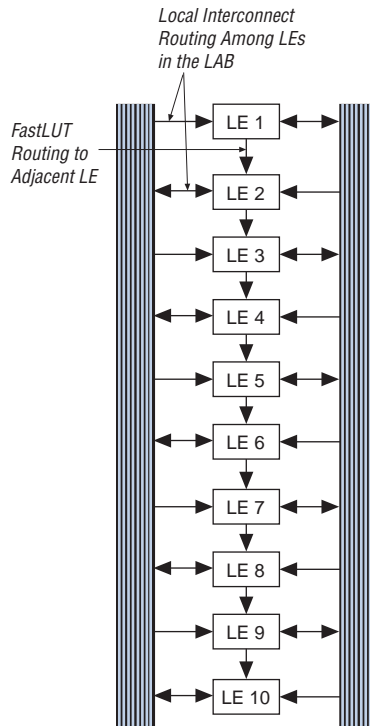 Local Interconnect
Routing Among LEs
in the LAB
FastLUT
Routing to
Adjacent LE
LE 1
LE 2
LE 3
LE 4
LE 5
LE 6
LE 7
LE 8
LE 9
LE 10